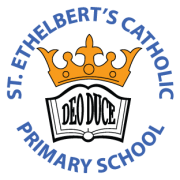 ST. ETHELBERT'S CATHOLIC
DEO DUCE
PRIMARY SCHOOL